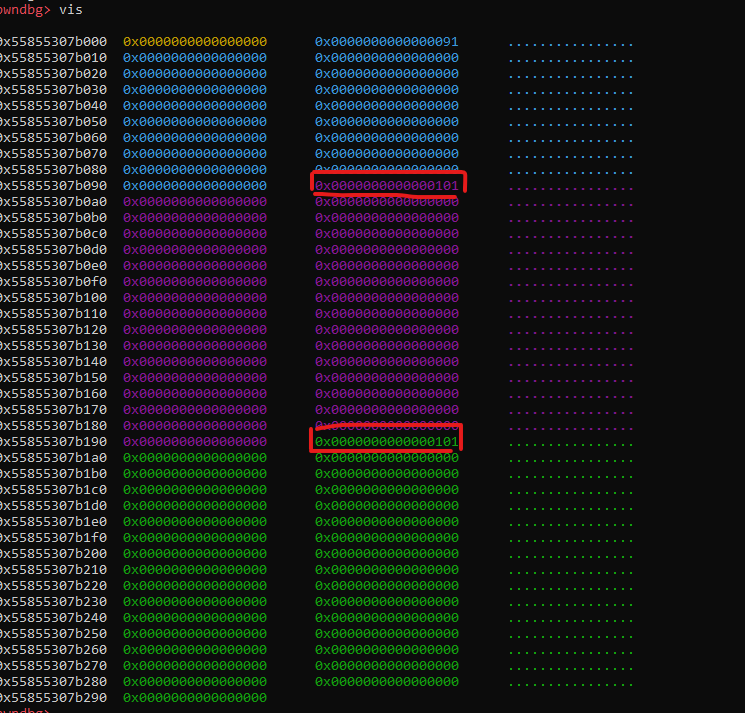 pwndbg> vis
0x55855307b000 0x0000000000000000 0x0000000000000091 ................
0x55855307b010 0x0000000000000000 0x0000000000000000 ................
0x55855307b020 0x0000000000000000 0x0000000000000000 ................
0x55855307b030 0x0000000000000000 0x0000000000000000 ................
0x55855307b040 0x0000000000000000 0x0000000000000000 ................
0x55855307b050 0x0000000000000000 0x0000000000000000 ................
0x55855307b060 0x0000000000000000 0x0000000000000000 ................
0x55855307b070 0x0000000000000000 0x0000000000000000 ................
0x55855307b080 0x0000000000000000 0x0000000000000000 ................
0x55855307b090 0x0000000000000000 0x0000000000000101 ................
0x55855307b0a0 0x0000000000000000 0x0000000000000000 ................
0x55855307b0b0 0x0000000000000000 0x0000000000000000 ................
0x55855307b0c0 0x0000000000000000 0x0000000000000000 ................
0x55855307b0d0 0x0000000000000000 0x0000000000000000 ................
0x55855307b0e0 0x0000000000000000 0x0000000000000000 ................
0x55855307b0f0 0x0000000000000000 0x0000000000000000 ................
0x55855307b100 0x0000000000000000 0x0000000000000000 ................
0x55855307b110 0x0000000000000000 0x0000000000000000 ................
0x55855307b120 0x0000000000000000 0x0000000000000000 ................
0x55855307b130 0x0000000000000000 0x0000000000000000 ................
0x55855307b140 0x0000000000000000 0x0000000000000000 ................
0x55855307b150 0x0000000000000000 0x0000000000000000 ................
0x55855307b160 0x0000000000000000 0x0000000000000000 ................
0x55855307b170 0x0000000000000000 0x0000000000000000 ................
0x55855307b180 0x0000000000000000 0x0000000000000000 ................
0x55855307b190 0x0000000000000000 0x0000000000000101 ................
0x55855307b1a0 0x0000000000000000 0x0000000000000000 ................
0x55855307b1b0 0x0000000000000000 0x0000000000000000 ................
0x55855307b1c0 0x0000000000000000 0x0000000000000000 ................
0x55855307b1d0 0x0000000000000000 0x0000000000000000 ................
0x55855307b1e0 0x0000000000000000 0x0000000000000000 ................
0x55855307b1f0 0x0000000000000000 0x0000000000000000 ................
0x55855307b200 0x0000000000000000 0x0000000000000000 ................
0x55855307b210 0x0000000000000000 0x0000000000000000 ................
0x55855307b220 0x0000000000000000 0x0000000000000000 ................
0x55855307b230 0x0000000000000000 0x0000000000000000 ................
0x55855307b240 0x0000000000000000 0x0000000000000000 ................
0x55855307b250 0x0000000000000000 0x0000000000000000 ................
0x55855307b260 0x0000000000000000 0x0000000000000000 ................
0x55855307b270 0x0000000000000000 0x0000000000000000 ................
0x55855307b280 0x0000000000000000 0x0000000000000000 ................
0x55855307b290 0x0000000000000000
pwndbg>